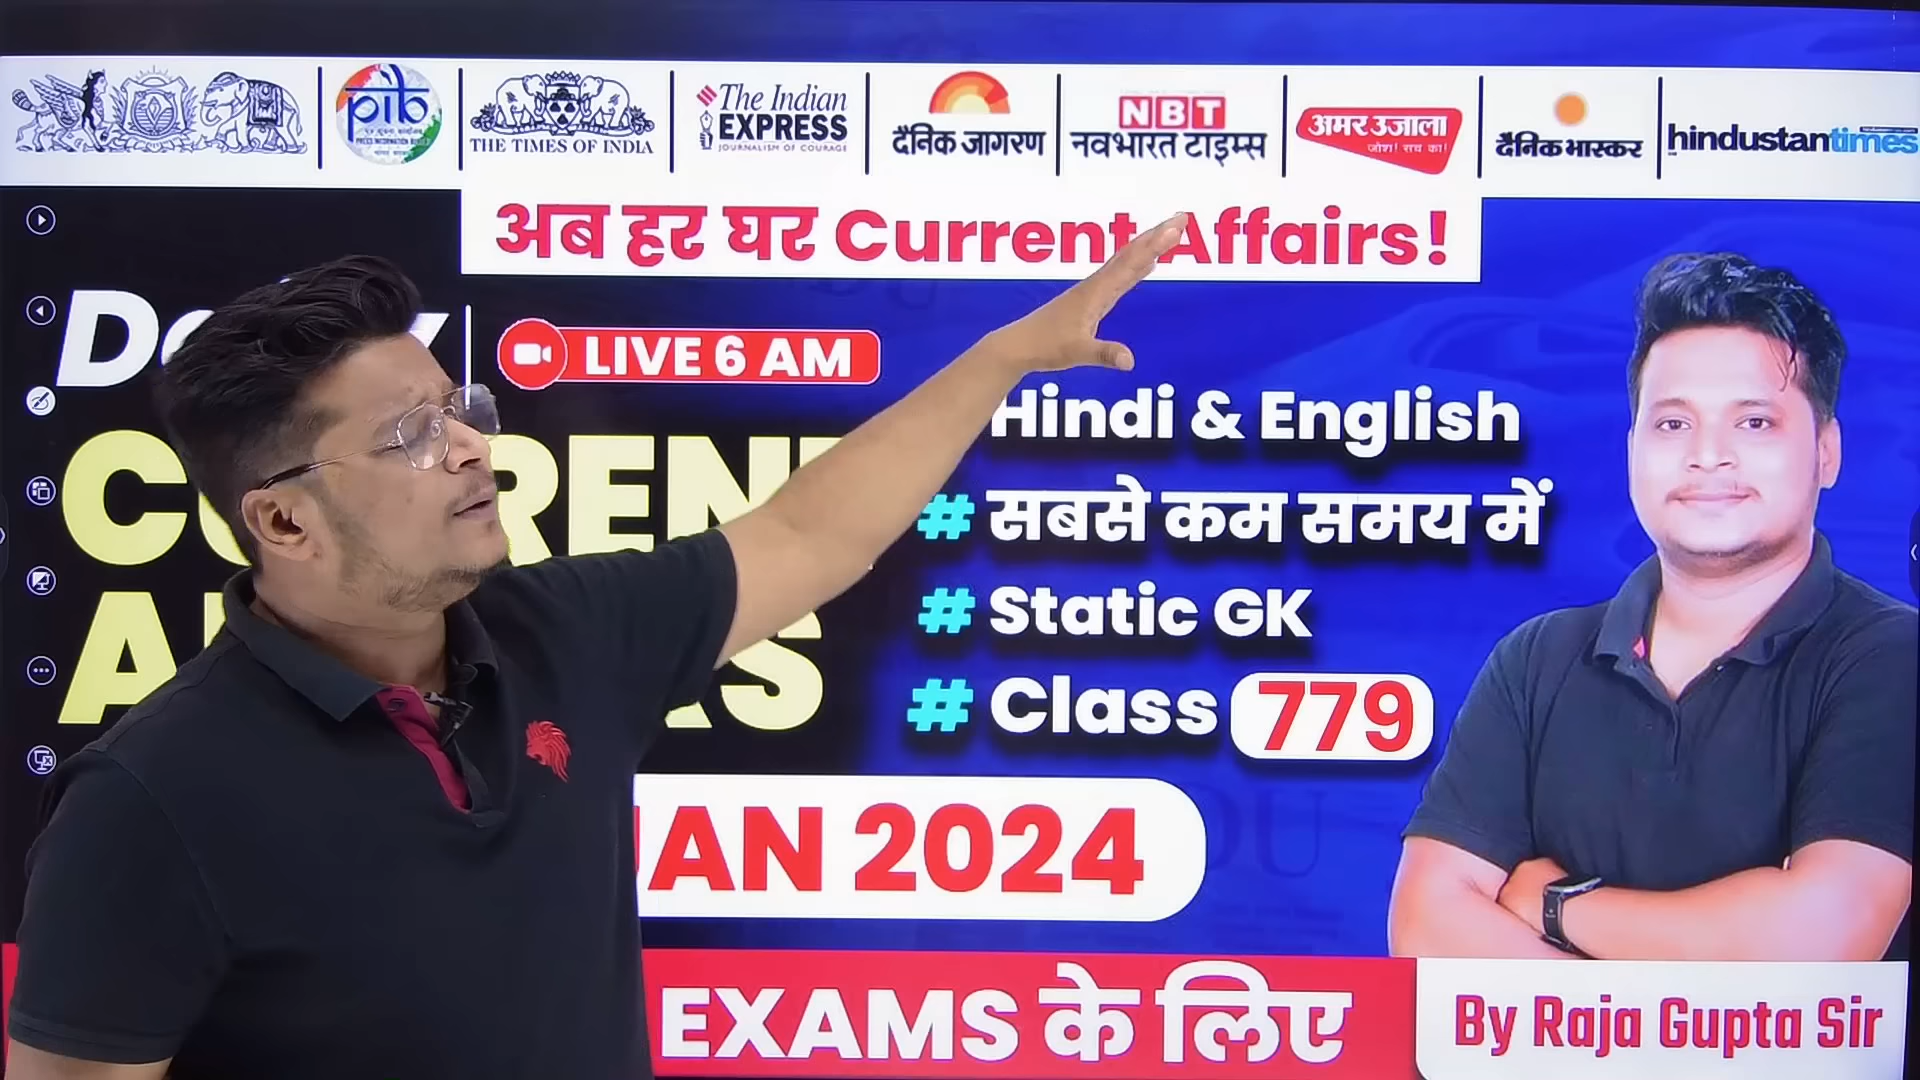 pib
THE TIMES OF INDIA
The Indian
EXPRESS
JOURNALISM OF COURAGE
दैनिक जागरण
NBT
नवभारत टाइम्स
अमर उजाला
जोश! सच का!
दैनिक भास्कर
hindustantimes
अब हर घर Current Affairs!
LIVE 6 AM
Hindi & English
# सबसे कम समय में
# Static GK
# Class 779
JAN 2024
EXAMS के लिए
By Raja Gupta Sir